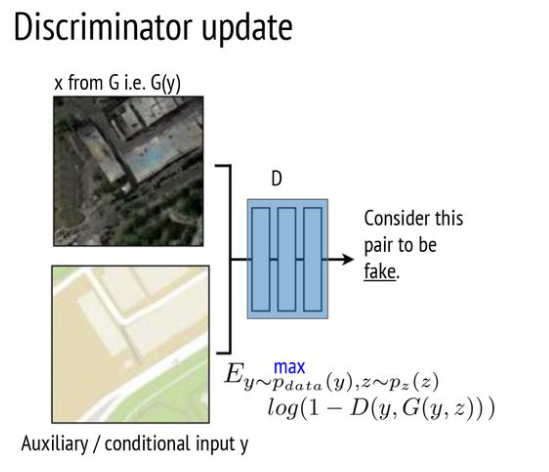 Discriminator update
x from G i.e. G(y)
D
Consider this
pair to be
fake.
max
E_{y∼p_{data}(y),z∼p_z(z)}
log(1 − D(y, G(y, z)))
Auxiliary / conditional input y